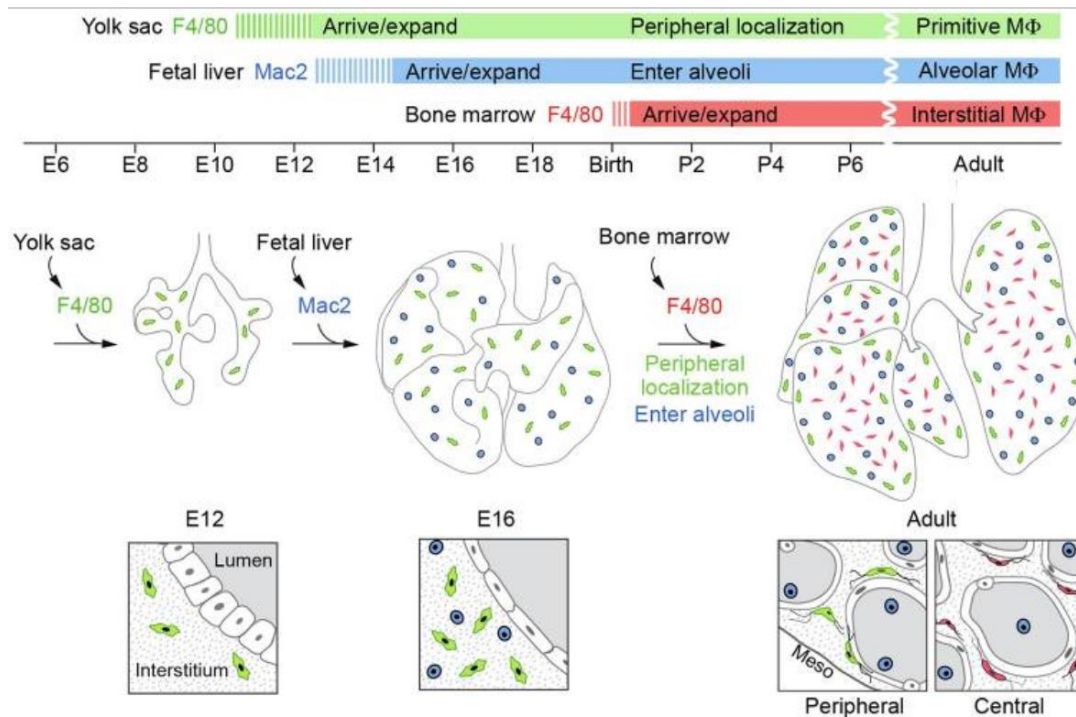 Yolk sac F4/80 Arrive/expand Peripheral localization Primitive MΦ
Fetal liver Mac2 Arrive/expand Enter alveoli Alveolar MΦ
Bone marrow F4/80 Arrive/expand Interstitial MΦ
E6 E8 E10 E12 E14 E16 E18 Birth P2 P4 P6 Adult
Yolk sac
F4/80
Fetal liver
Mac2
Bone marrow
F4/80
Peripheral
localization
Enter alveoli
E12
Lumen
Interstitium
E16
Adult
Meso
Peripheral
Central